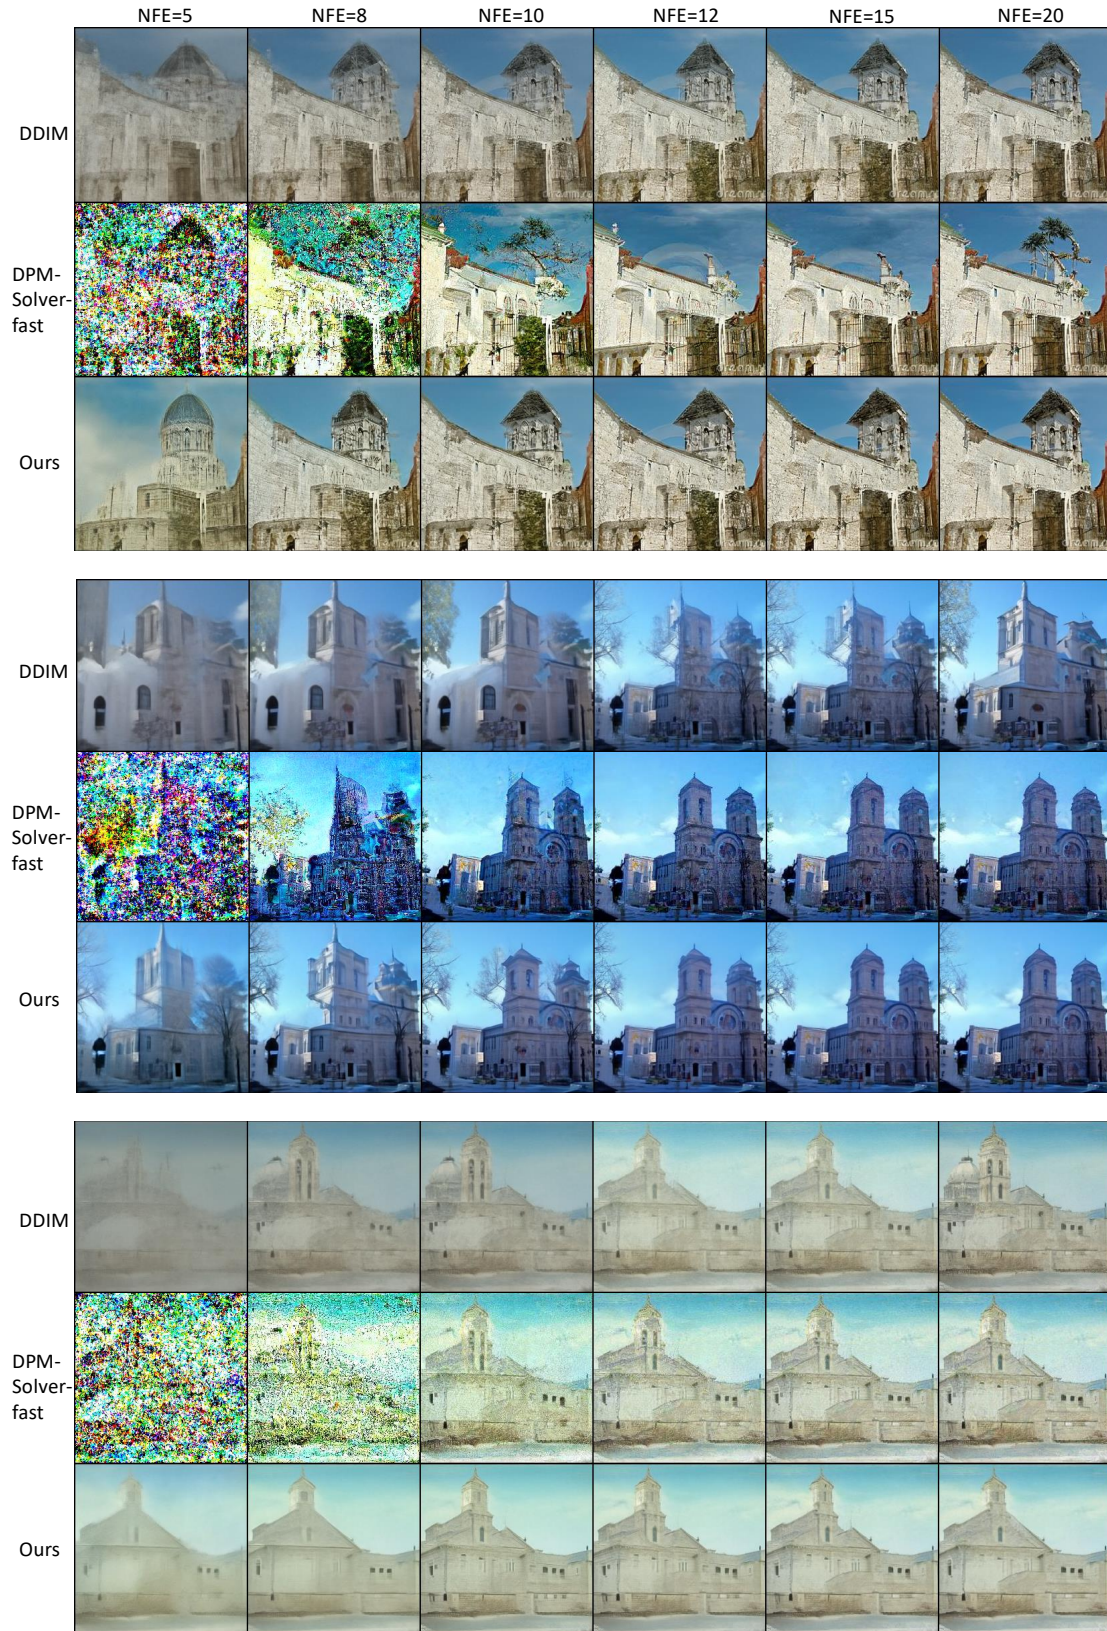 NFE=5 NFE=8 NFE=10 NFE=12 NFE=15 NFE=20
DDIM
DPM-
Solver-
fast
Ours
DDIM
DPM-
Solver-
fast
Ours
DDIM
DPM-
Solver-
fast
Ours